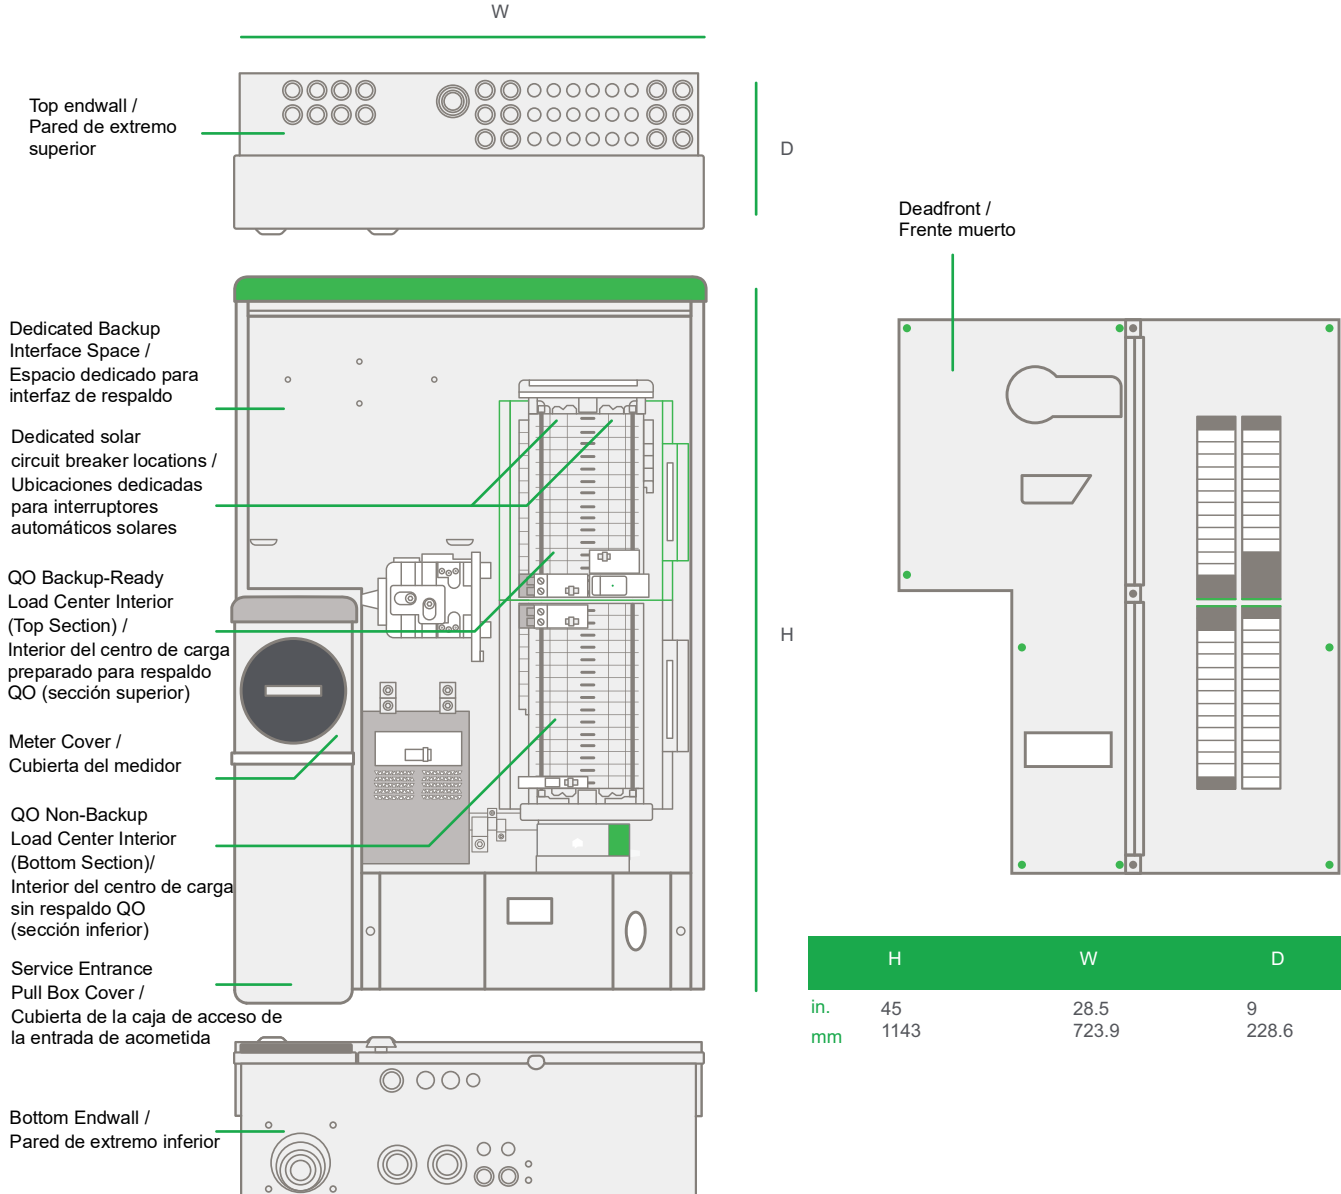 W
Top endwall /
Pared de extremo
superior
D
Deadfront /
Frente muerto
Dedicated Backup
Interface Space /
Espacio dedicado para
interfaz de respaldo
Dedicated solar
circuit breaker locations /
Ubicaciones dedicadas
para interruptores
automáticos solares
QO Backup-Ready
Load Center Interior
(Top Section) /
Interior del centro de carga
preparado para respaldo
QO (sección superior)
H
Meter Cover /
Cubierta del medidor
QO Non-Backup
Load Center Interior
(Bottom Section)/
Interior del centro de carga
sin respaldo QO
(sección inferior)
Service Entrance
Pull Box Cover /
Cubierta de la caja de acceso de
la entrada de acometida
H W D
in. 45 28.5 9
mm 1143 723.9 228.6
Bottom Endwall /
Pared de extremo inferior